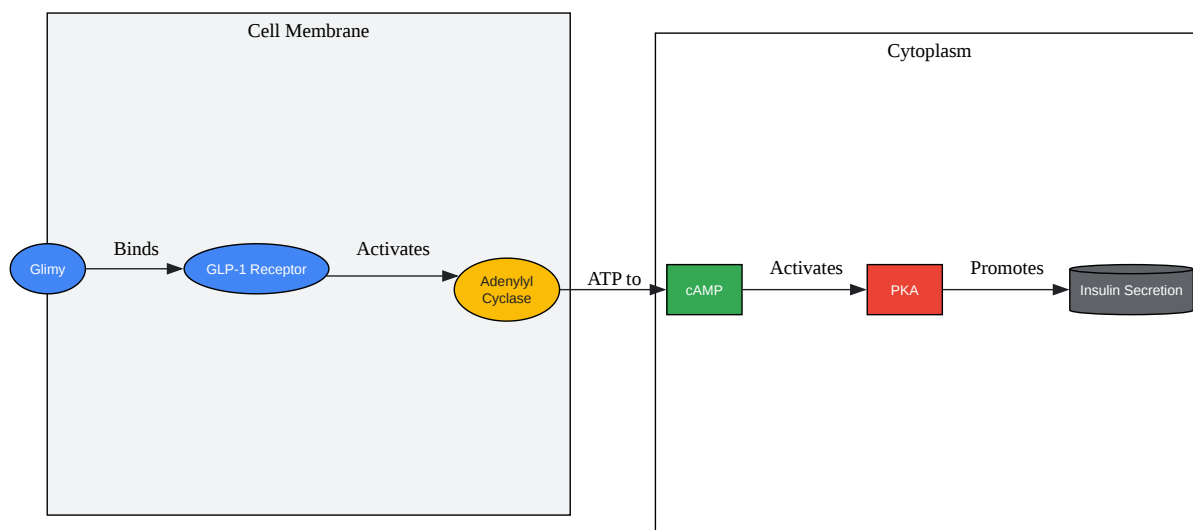 Cell Membrane
Cytoplasm
Glimy
Binds
GLP-1 Receptor
Activates
Adenylyl
Cyclase
ATP to
cAMP
Activates
PKA
Promotes
Insulin Secretion